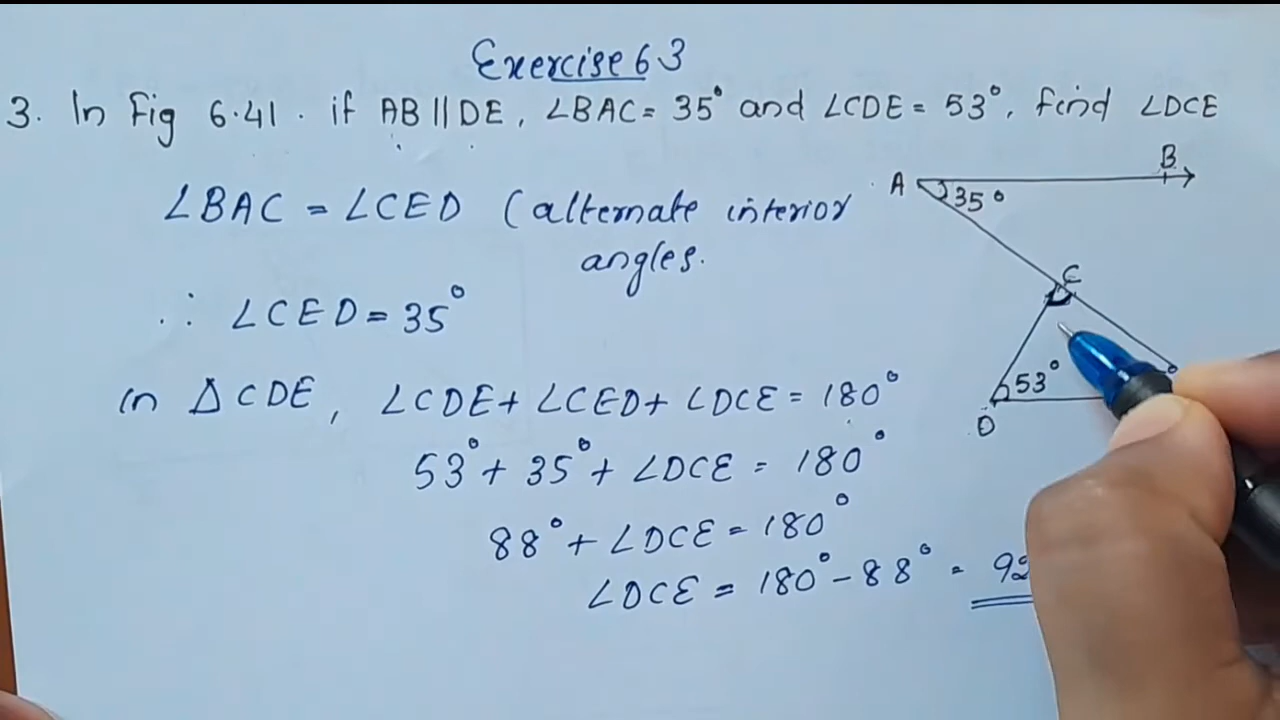 Exercise 6.3
3. In Fig 6.41. if AB || DE, ∠BAC = 35° and ∠CDE = 53°, find ∠DCE
∠BAC = ∠CED (alternate interior
angles.
∴ ∠CED = 35°
in △CDE, ∠CDE + ∠CED + ∠DCE = 180°
53° + 35° + ∠DCE = 180°
88° + ∠DCE = 180°
∠DCE = 180° - 88° = 92
A
B
35°
C
53°
D